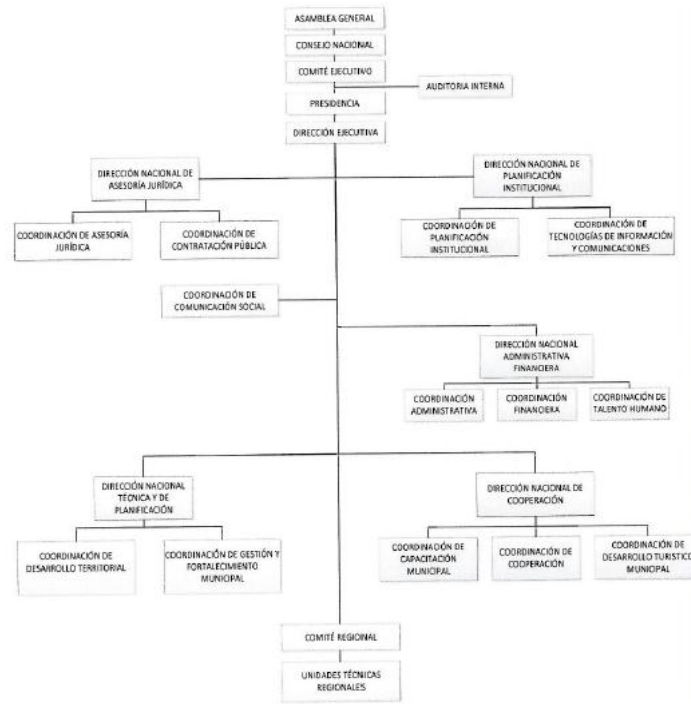 ASAMBLEA GENERAL
CONSEJO NACIONAL
COMITÉ EJECUTIVO
AUDITORIA INTERNA
PRESIDENCIA
DIRECCIÓN EJECUTIVA
DIRECCIÓN NACIONAL DE
ASESORÍA JURÍDICA
DIRECCIÓN NACIONAL DE
PLANIFICACIÓN
INSTITUCIONAL
COORDINACIÓN DE ASESORÍA
JURÍDICA
COORDINACIÓN DE
CONTRATACIÓN PÚBLICA
COORDINACIÓN DE
PLANIFICACIÓN
INSTITUCIONAL
COORDINACIÓN DE
TECNOLOGÍAS DE INFORMACIÓN
Y COMUNICACIONES
COORDINACIÓN DE
COMUNICACIÓN SOCIAL
DIRECCIÓN NACIONAL
ADMINISTRATIVA
FINANCIERA
COORDINACIÓN
ADMINISTRATIVA
COORDINACIÓN
FINANCIERA
COORDINACIÓN DE
TALENTO HUMANO
DIRECCIÓN NACIONAL
TÉCNICA Y DE
PLANIFICACIÓN
DIRECCIÓN NACIONAL DE
COOPERACIÓN
COORDINACIÓN DE
DESARROLLO TERRITORIAL
COORDINACIÓN DE GESTIÓN Y
FORTALECIMIENTO
MUNICIPAL
COORDINACIÓN DE
CAPACITACIÓN
MUNICIPAL
COORDINACIÓN DE
COOPERACIÓN
COORDINACIÓN DE
DESARROLLO TURISTICO
MUNICIPAL
COMITÉ REGIONAL
UNIDADES TÉCNICAS
REGIONALES